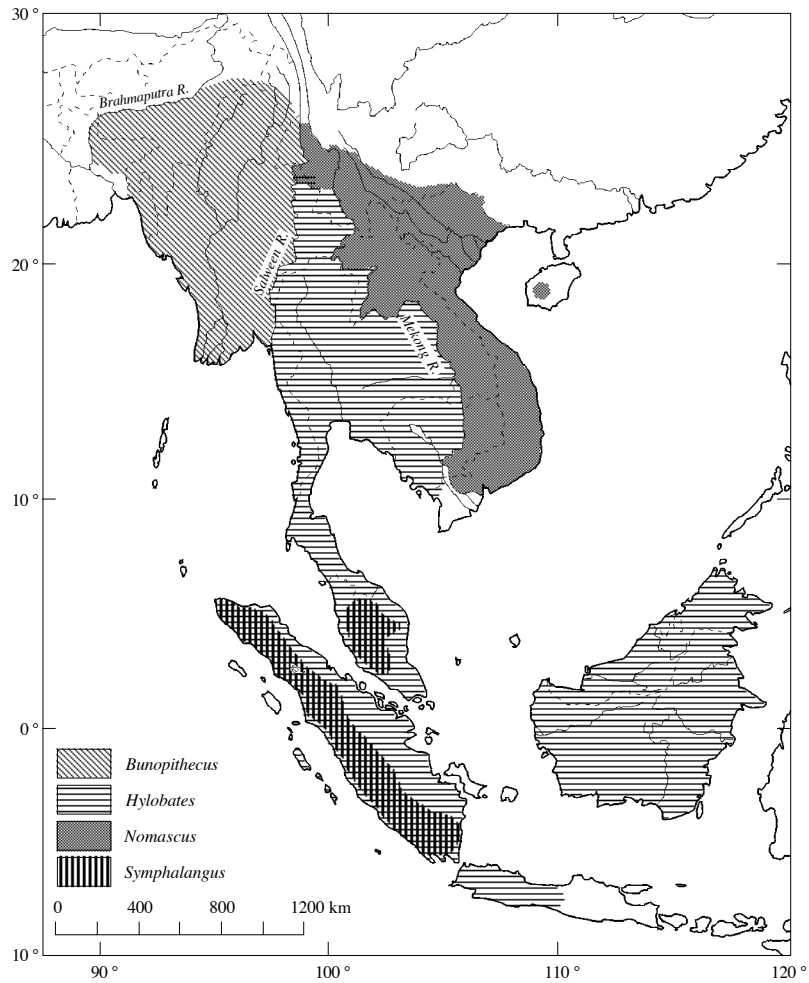 30 °
Brahmaputra R.
Salween R.
20 °
Mekong R.
10 °
0 °
Bunopithecus
Hylobates
Nomascus
Symphalangus
0 400 800 1200 km
10 °
90 ° 100 ° 110 ° 120 °